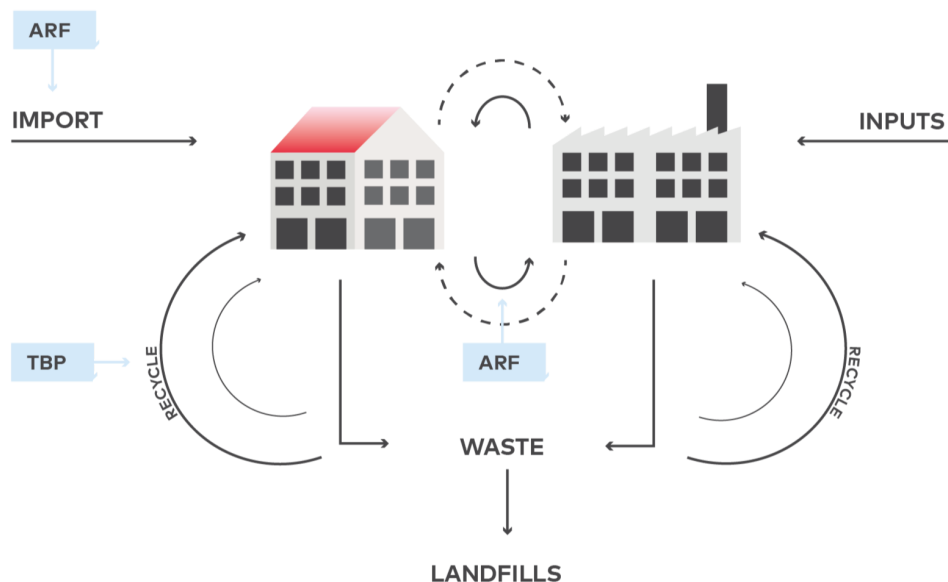 ARF
IMPORT
INPUTS
TBP
RECYCLE
ARF
RECYCLE
WASTE
LANDFILLS